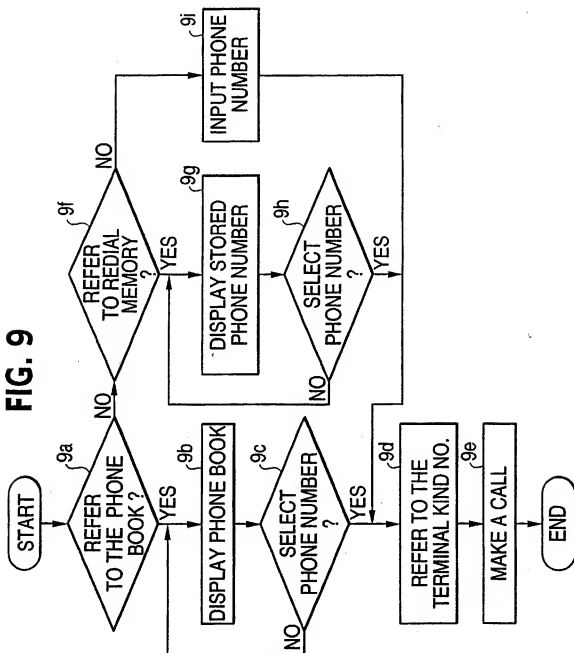 FIG. 9
START
9a
REFER
TO THE PHONE
BOOK ?
NO
YES
9b
DISPLAY PHONE BOOK
9c
SELECT
PHONE NUMBER
?
NO
YES
9d
REFER TO THE
TERMINAL KIND NO.
9e
MAKE A CALL
END
9f
REFER
TO REDIAL
MEMORY
?
NO
YES
9g
DISPLAY STORED
PHONE NUMBER
9h
SELECT
PHONE NUMBER
?
NO
YES
9i
INPUT PHONE
NUMBER